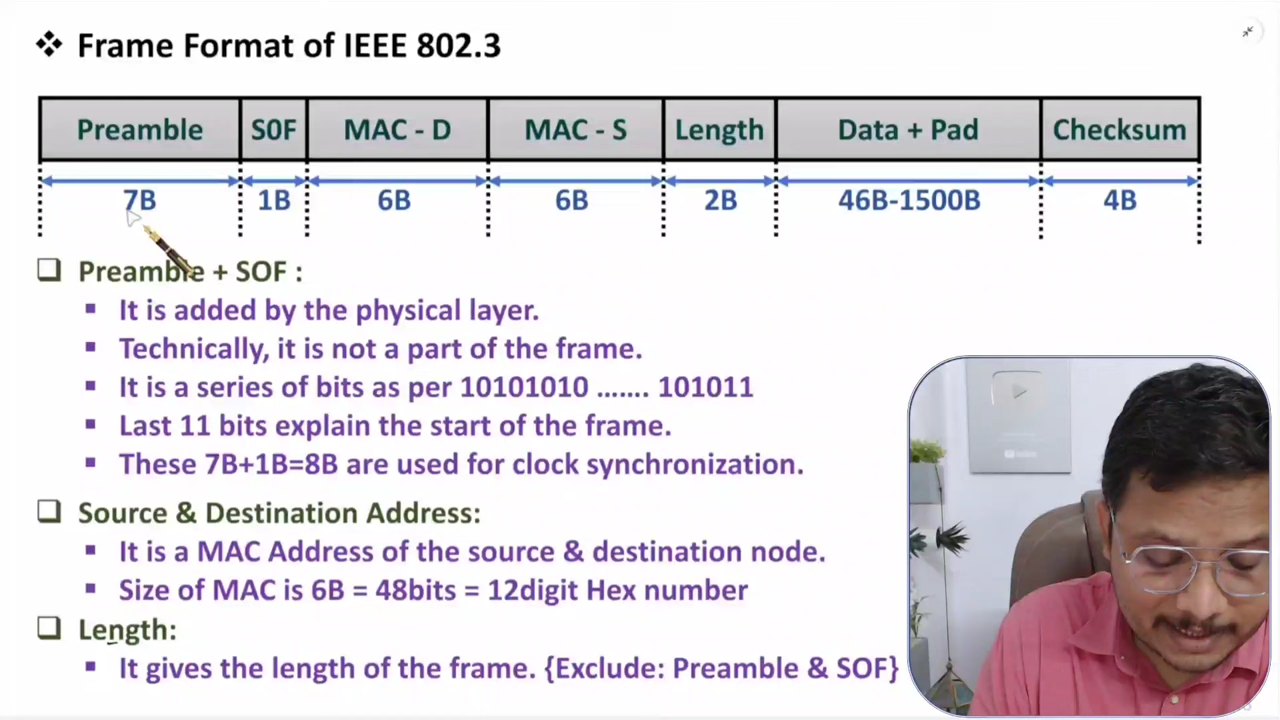 ❖ Frame Format of IEEE 802.3
Preamble S0F MAC - D MAC - S Length Data + Pad Checksum
7B 1B 6B 6B 2B 46B-1500B 4B
❑ Preamble + SOF :
▪ It is added by the physical layer.
▪ Technically, it is not a part of the frame.
▪ It is a series of bits as per 10101010 ....... 101011
▪ Last 11 bits explain the start of the frame.
▪ These 7B+1B=8B are used for clock synchronization.
❑ Source & Destination Address:
▪ It is a MAC Address of the source & destination node.
▪ Size of MAC is 6B = 48bits = 12digit Hex number
❑ Length:
▪ It gives the length of the frame. {Exclude: Preamble & SOF}